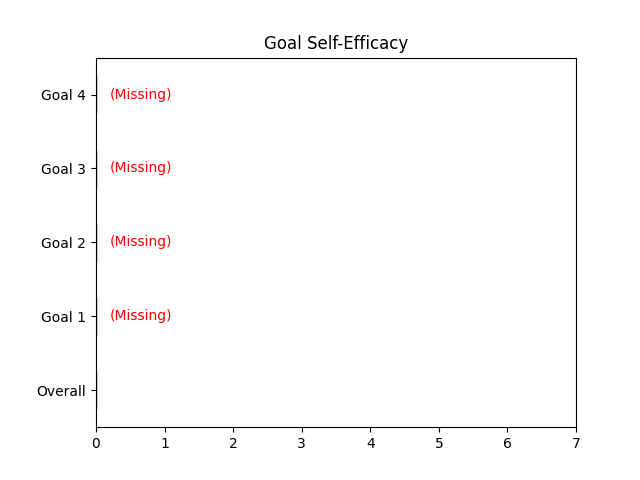 Goal Self-Efficacy
Goal 4 (Missing)
Goal 3 (Missing)
Goal 2 (Missing)
Goal 1 (Missing)
Overall
0 1 2 3 4 5 6 7